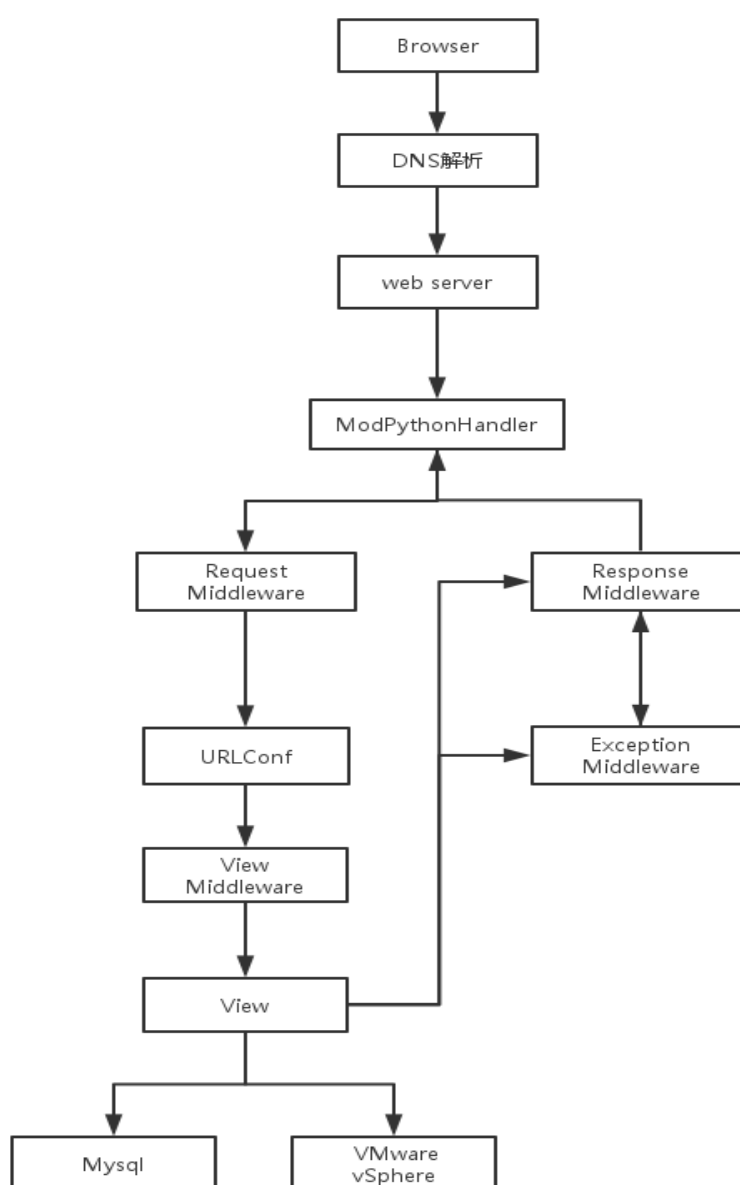 Browser
DNS解析
web server
ModPythonHandler
Request
Middleware
Response
Middleware
URLConf
Exception
Middleware
View
Middleware
View
Mysql
VMware
vSphere